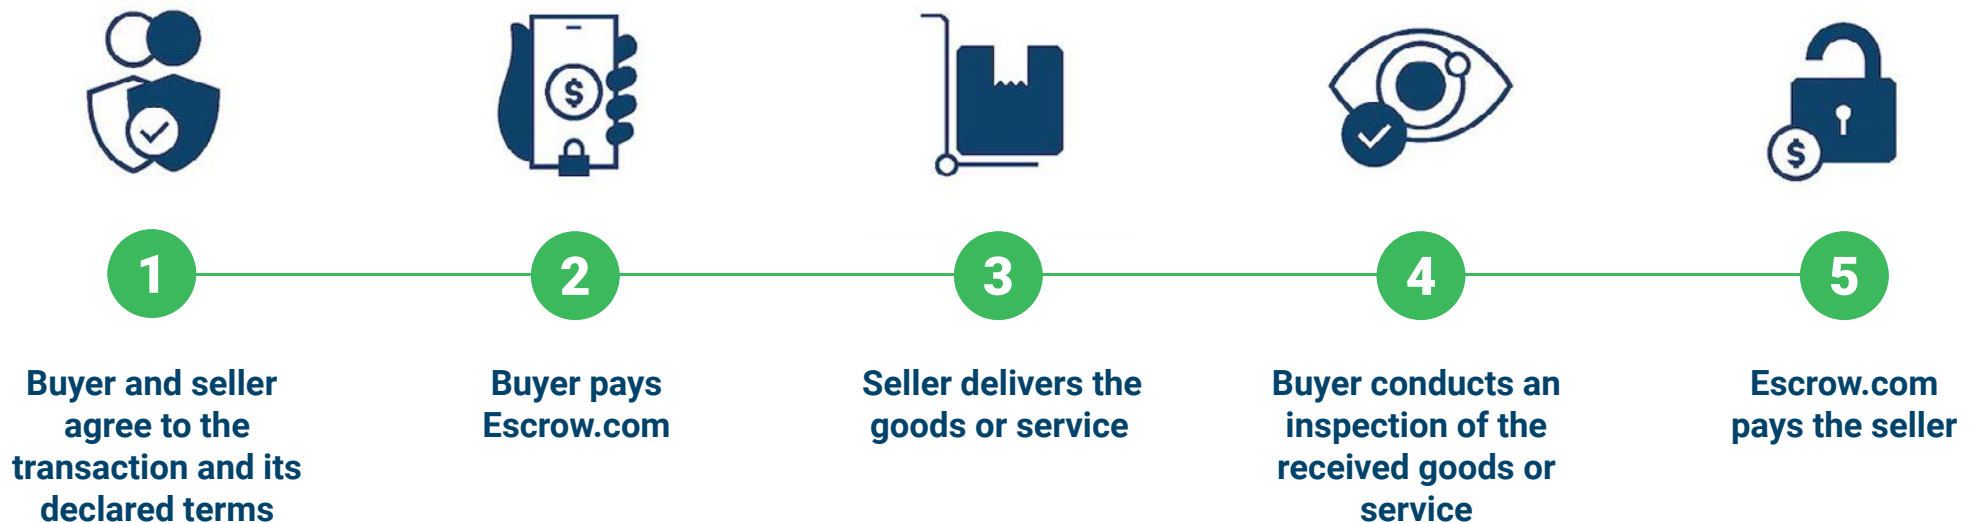 $
$
1
2
3
4
5
Buyer and seller
agree to the
transaction and its
declared terms
Buyer pays
Escrow.com
Seller delivers the
goods or service
Buyer conducts an
inspection of the
received goods or
service
Escrow.com
pays the seller